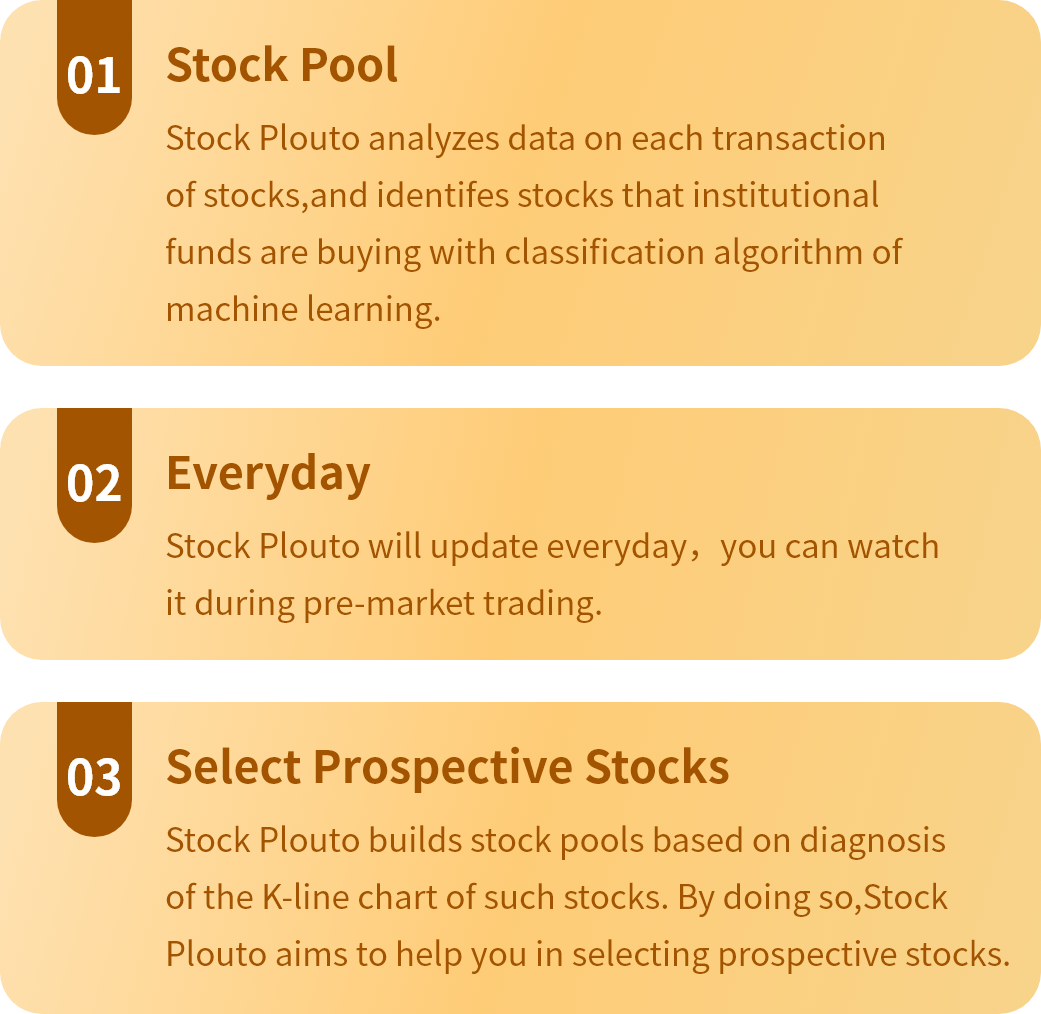 01
Stock Pool
Stock Plouto analyzes data on each transaction
of stocks,and identifes stocks that institutional
funds are buying with classification algorithm of
machine learning.
02
Everyday
Stock Plouto will update everyday，you can watch
it during pre-market trading.
03
Select Prospective Stocks
Stock Plouto builds stock pools based on diagnosis
of the K-line chart of such stocks. By doing so,Stock
Plouto aims to help you in selecting prospective stocks.